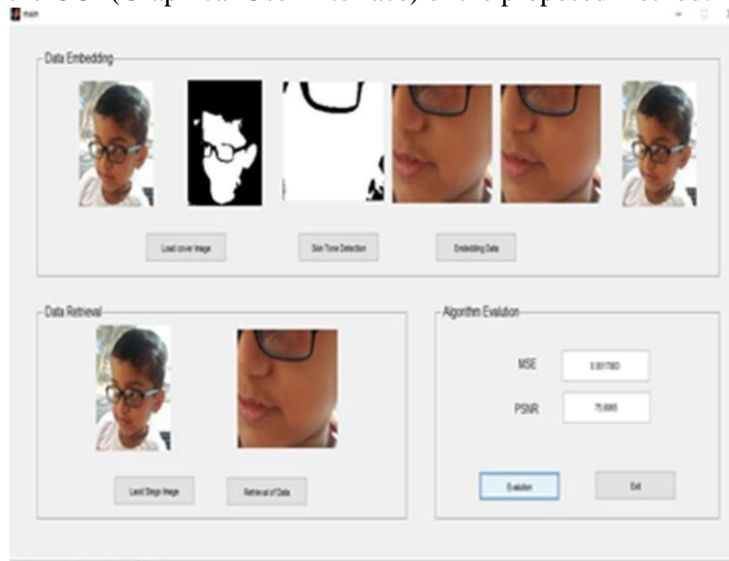 main
Data Embedding
Load cover Image
Skin Tone Detection
Embedding Data
Data Retrieval
Load Stego Image
Retrieval of Data
Algorithm Evalution
MSE
PSNR
Evalution
Exit